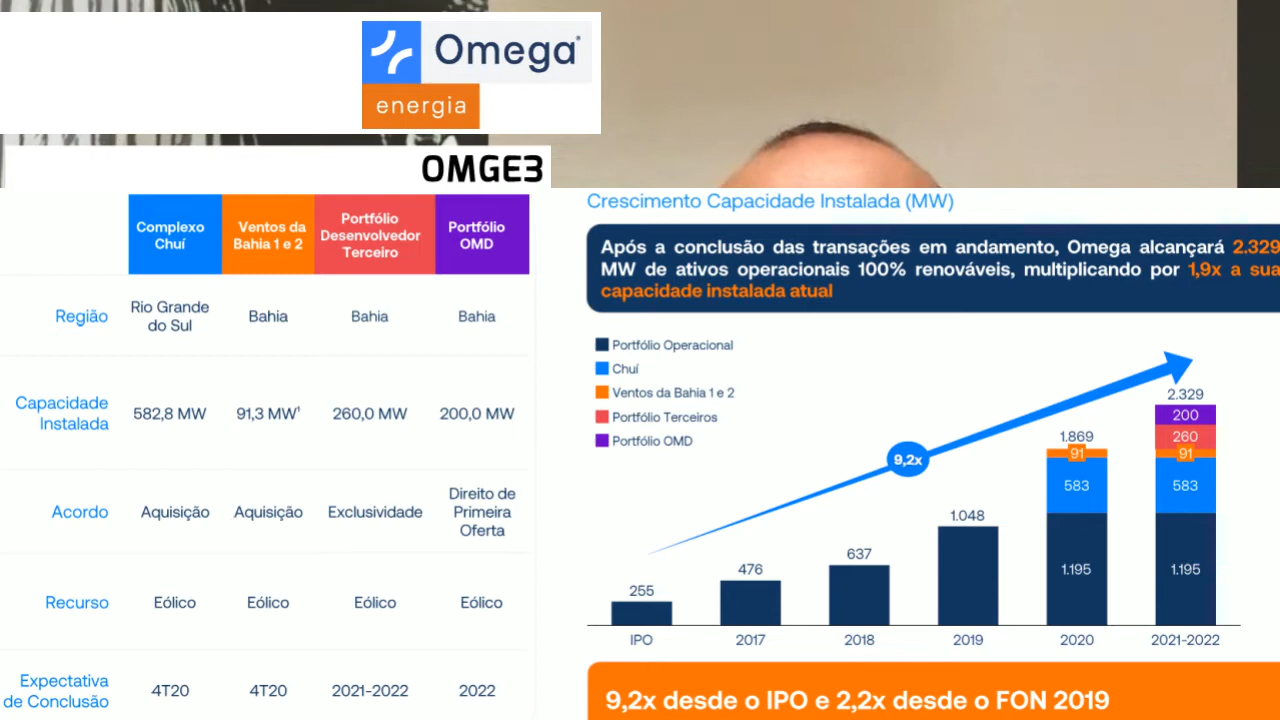 Omega
energia
OMGE3
Complexo
Chuí
Ventos da
Bahia 1 e 2
Portfólio
Desenvolvedor
Terceiro
Portfólio
OMD
Região
Rio Grande
do Sul
Bahia
Bahia
Bahia
Capacidade
Instalada
582,8 MW
91,3 MW¹
260,0 MW
200,0 MW
Acordo
Aquisição
Aquisição
Exclusividade
Direito de
Primeira
Oferta
Recurso
Eólico
Eólico
Eólico
Eólico
Expectativa
de Conclusão
4T20
4T20
2021-2022
2022
Crescimento Capacidade Instalada (MW)
Após a conclusão das transações em andamento, Omega alcançará 2.329
MW de ativos operacionais 100% renováveis, multiplicando por 1,9x a sua
capacidade instalada atual
Portfólio Operacional
Chuí
Ventos da Bahia 1 e 2
Portfólio Terceiros
Portfólio OMD
9,2x
255
476
637
1.048
1.869
91
583
1.195
2.329
200
260
91
583
1.195
IPO
2017
2018
2019
2020
2021-2022
9,2x desde o IPO e 2,2x desde o FON 2019